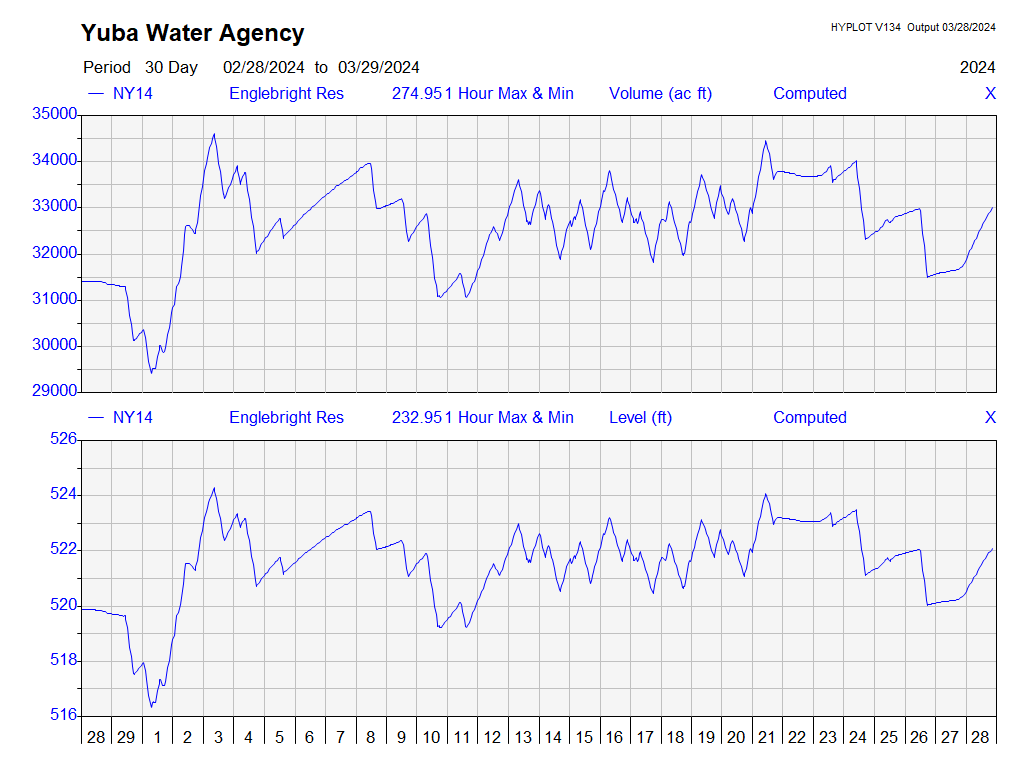 Yuba Water Agency
HYPLOT V134 Output 03/28/2024
Period 30 Day 02/28/2024 to 03/29/2024
2024
NY14 Englebright Res 274.951 Hour Max & Min Volume (ac ft) Computed X
35000
34000
33000
32000
31000
30000
29000
NY14 Englebright Res 232.951 Hour Max & Min Level (ft) Computed X
526
524
522
520
518
516
28 29 1 2 3 4 5 6 7 8 9 10 11 12 13 14 15 16 17 18 19 20 21 22 23 24 25 26 27 28